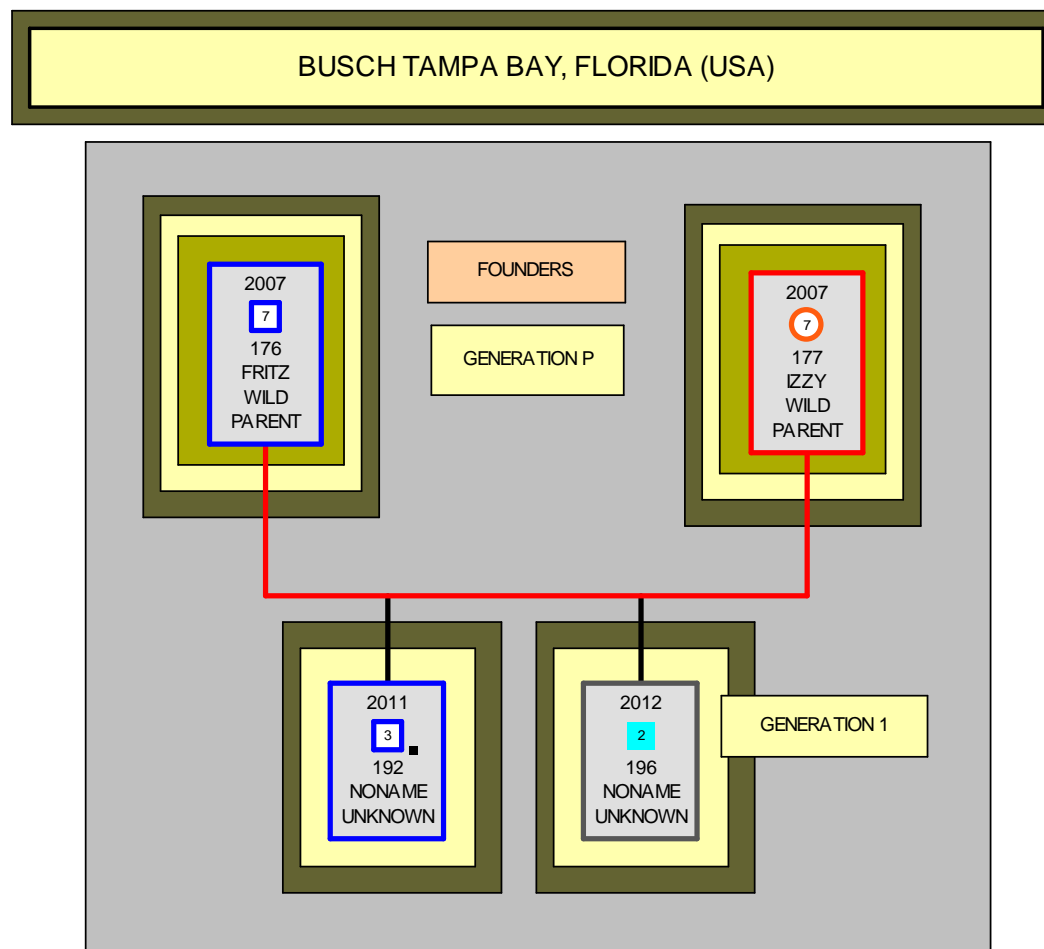 BUSCH TAMPA BAY, FLORIDA (USA)
2007
7
176
FRITZ
WILD
PARENT
FOUNDERS
GENERATION P
2007
7
177
IZZY
WILD
PARENT
2011
3
192
NONAME
UNKNOWN
2012
2
196
NONAME
UNKNOWN
GENERATION 1